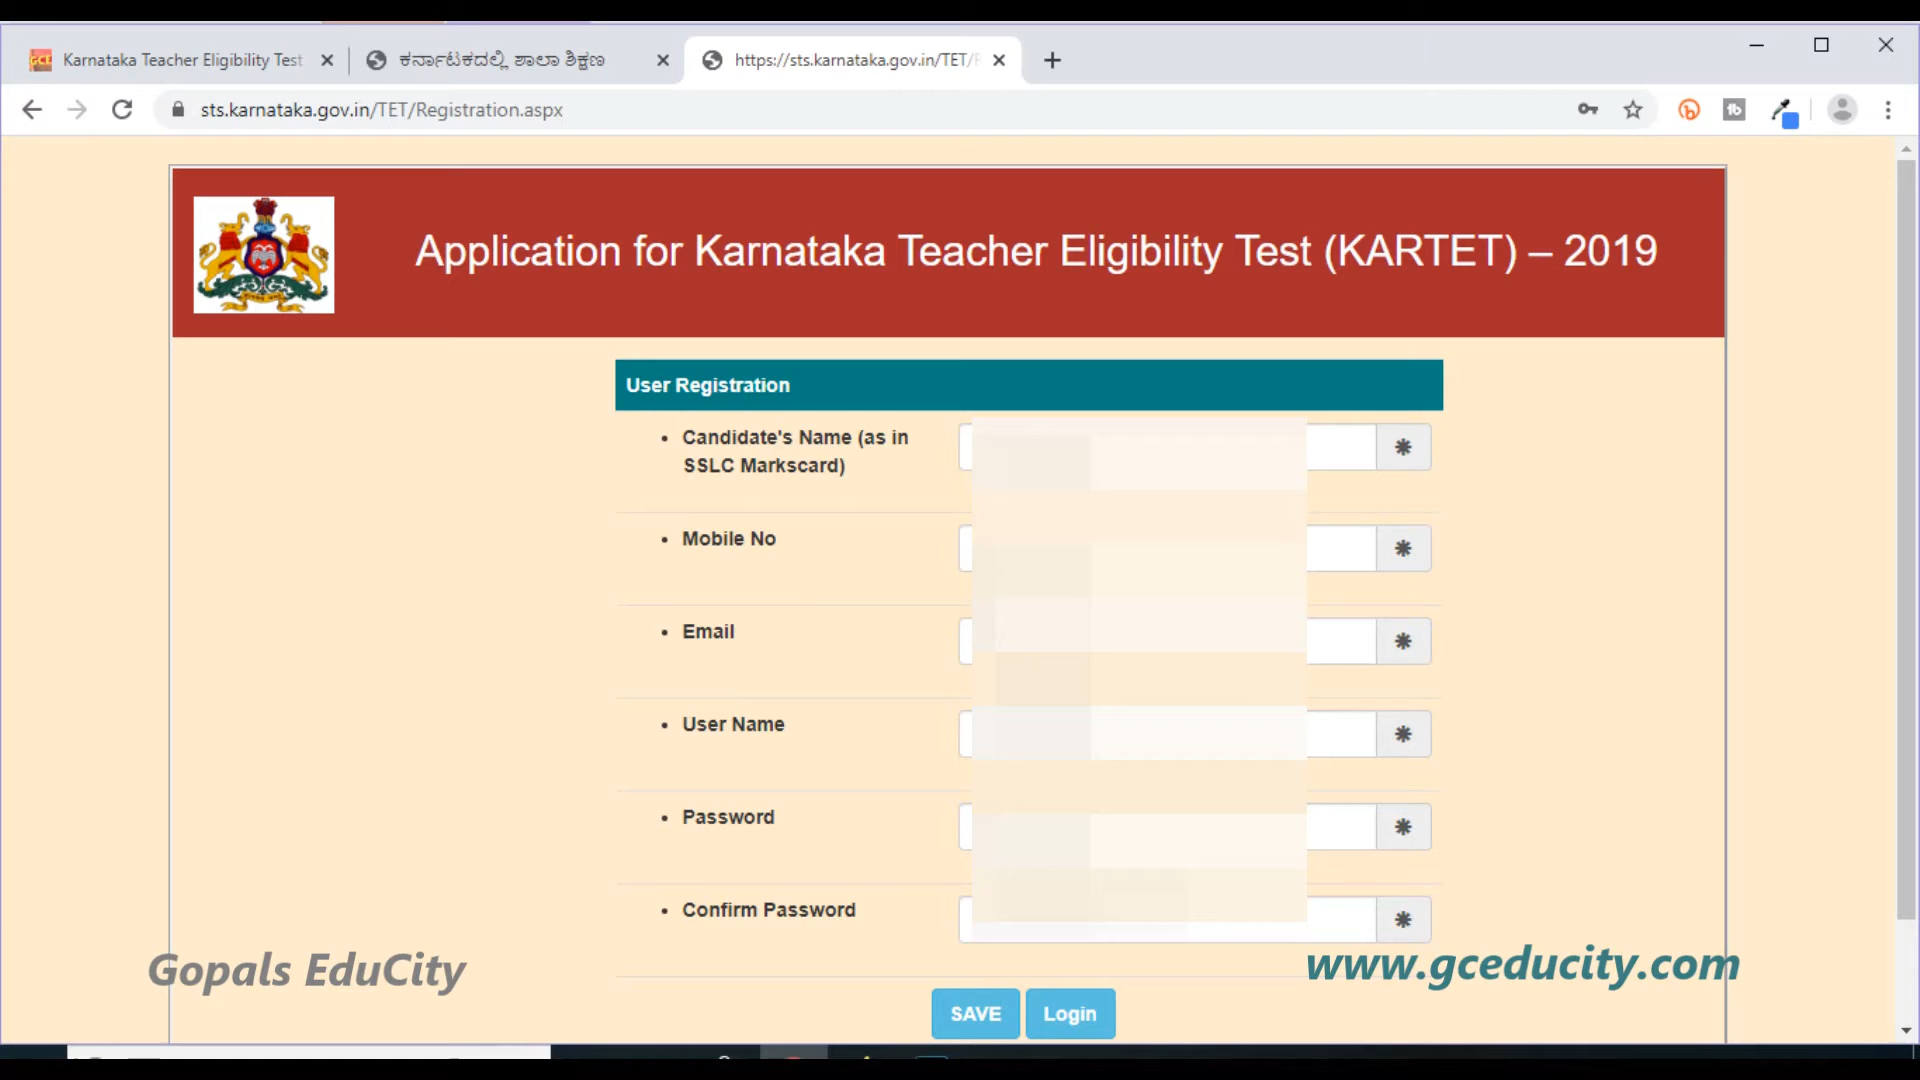 Karnataka Teacher Eligibility Test
ಕರ್ನಾಟಕದಲ್ಲಿ ಶಾಲಾ ಶಿಕ್ಷಣ
https://sts.karnataka.gov.in/TET/
sts.karnataka.gov.in/TET/Registration.aspx
Application for Karnataka Teacher Eligibility Test (KARTET) – 2019
User Registration
Candidate's Name (as in
SSLC Markscard)
Mobile No
Email
User Name
Password
Confirm Password
Gopals EduCity
www.gceducity.com
SAVE
Login